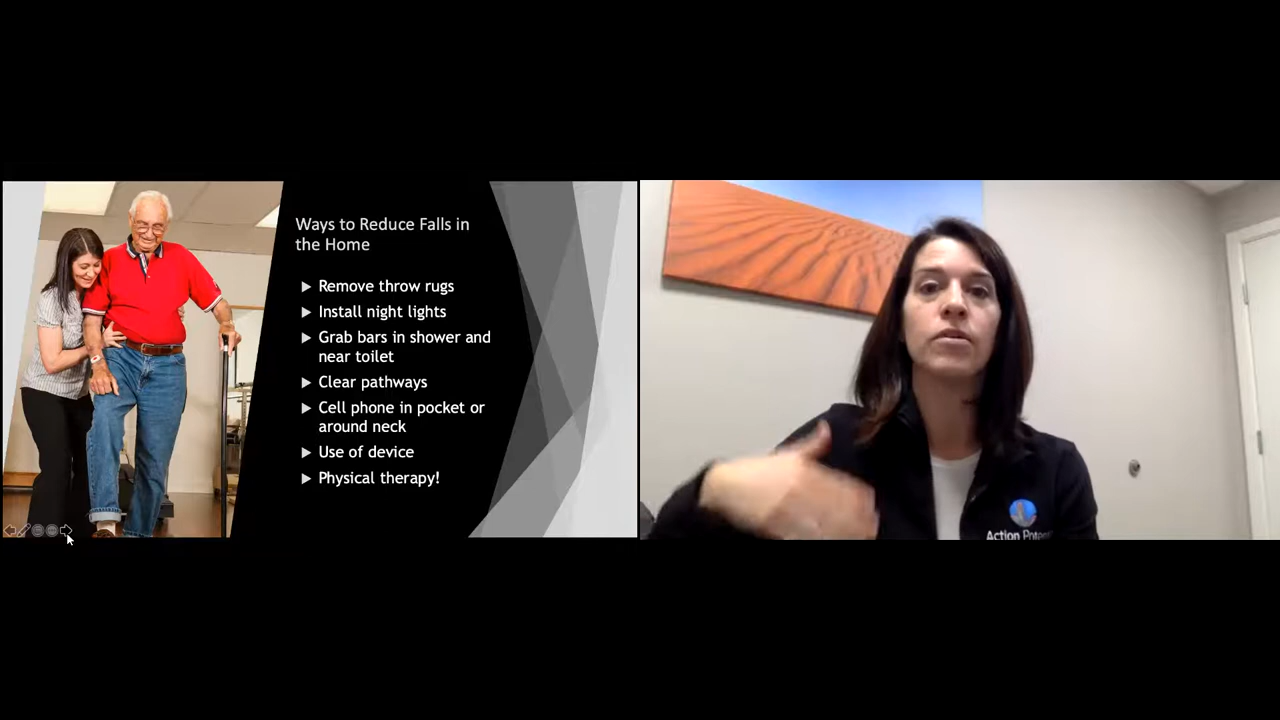 Ways to Reduce Falls in
the Home
Remove throw rugs
Install night lights
Grab bars in shower and
near toilet
Clear pathways
Cell phone in pocket or
around neck
Use of device
Physical therapy!
Action